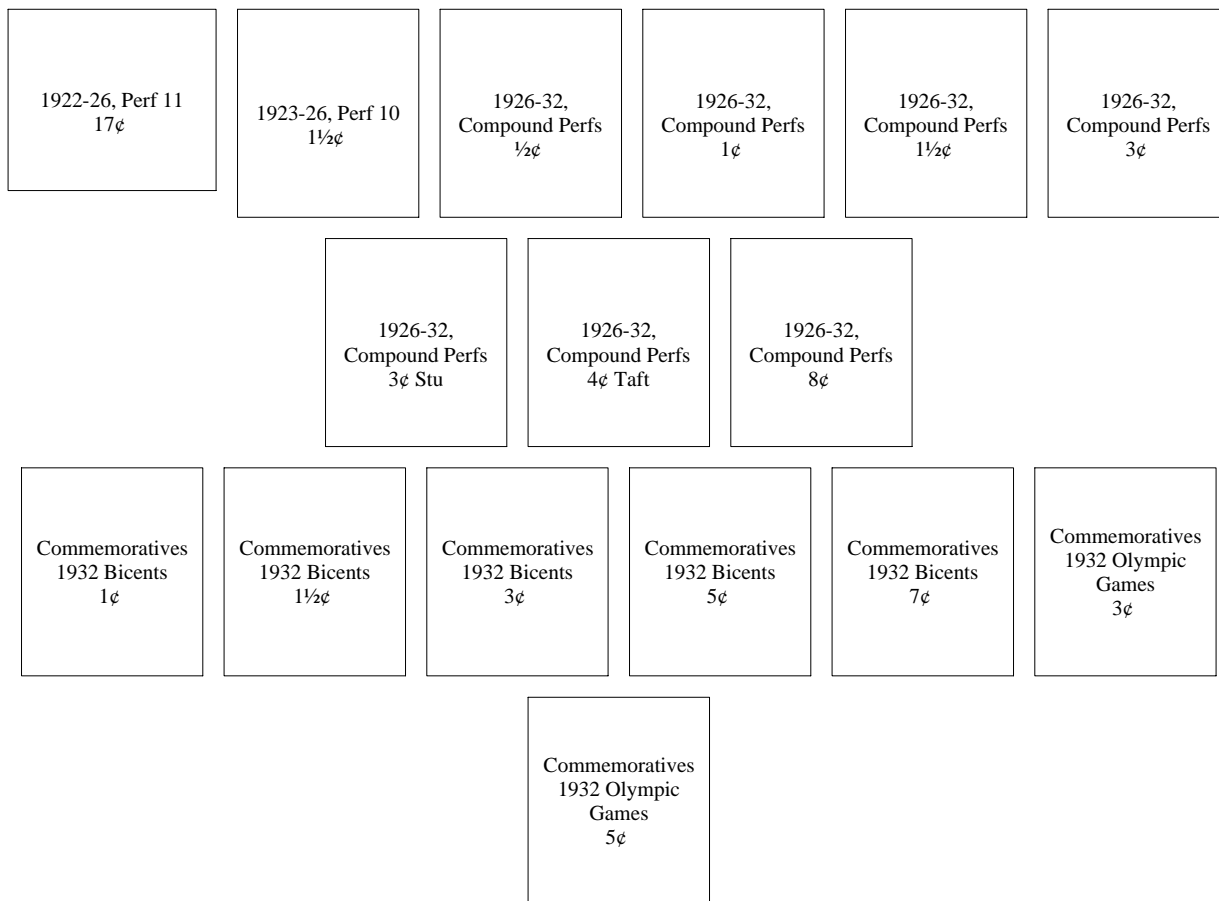 1922-26, Perf 11
17¢
1923-26, Perf 10
1½¢
1926-32,
Compound Perfs
½¢
1926-32,
Compound Perfs
1¢
1926-32,
Compound Perfs
1½¢
1926-32,
Compound Perfs
3¢
1926-32,
Compound Perfs
3¢ Stu
1926-32,
Compound Perfs
4¢ Taft
1926-32,
Compound Perfs
8¢
Commemoratives
1932 Bicents
1¢
Commemoratives
1932 Bicents
1½¢
Commemoratives
1932 Bicents
3¢
Commemoratives
1932 Bicents
5¢
Commemoratives
1932 Bicents
7¢
Commemoratives
1932 Olympic
Games
3¢
Commemoratives
1932 Olympic
Games
5¢